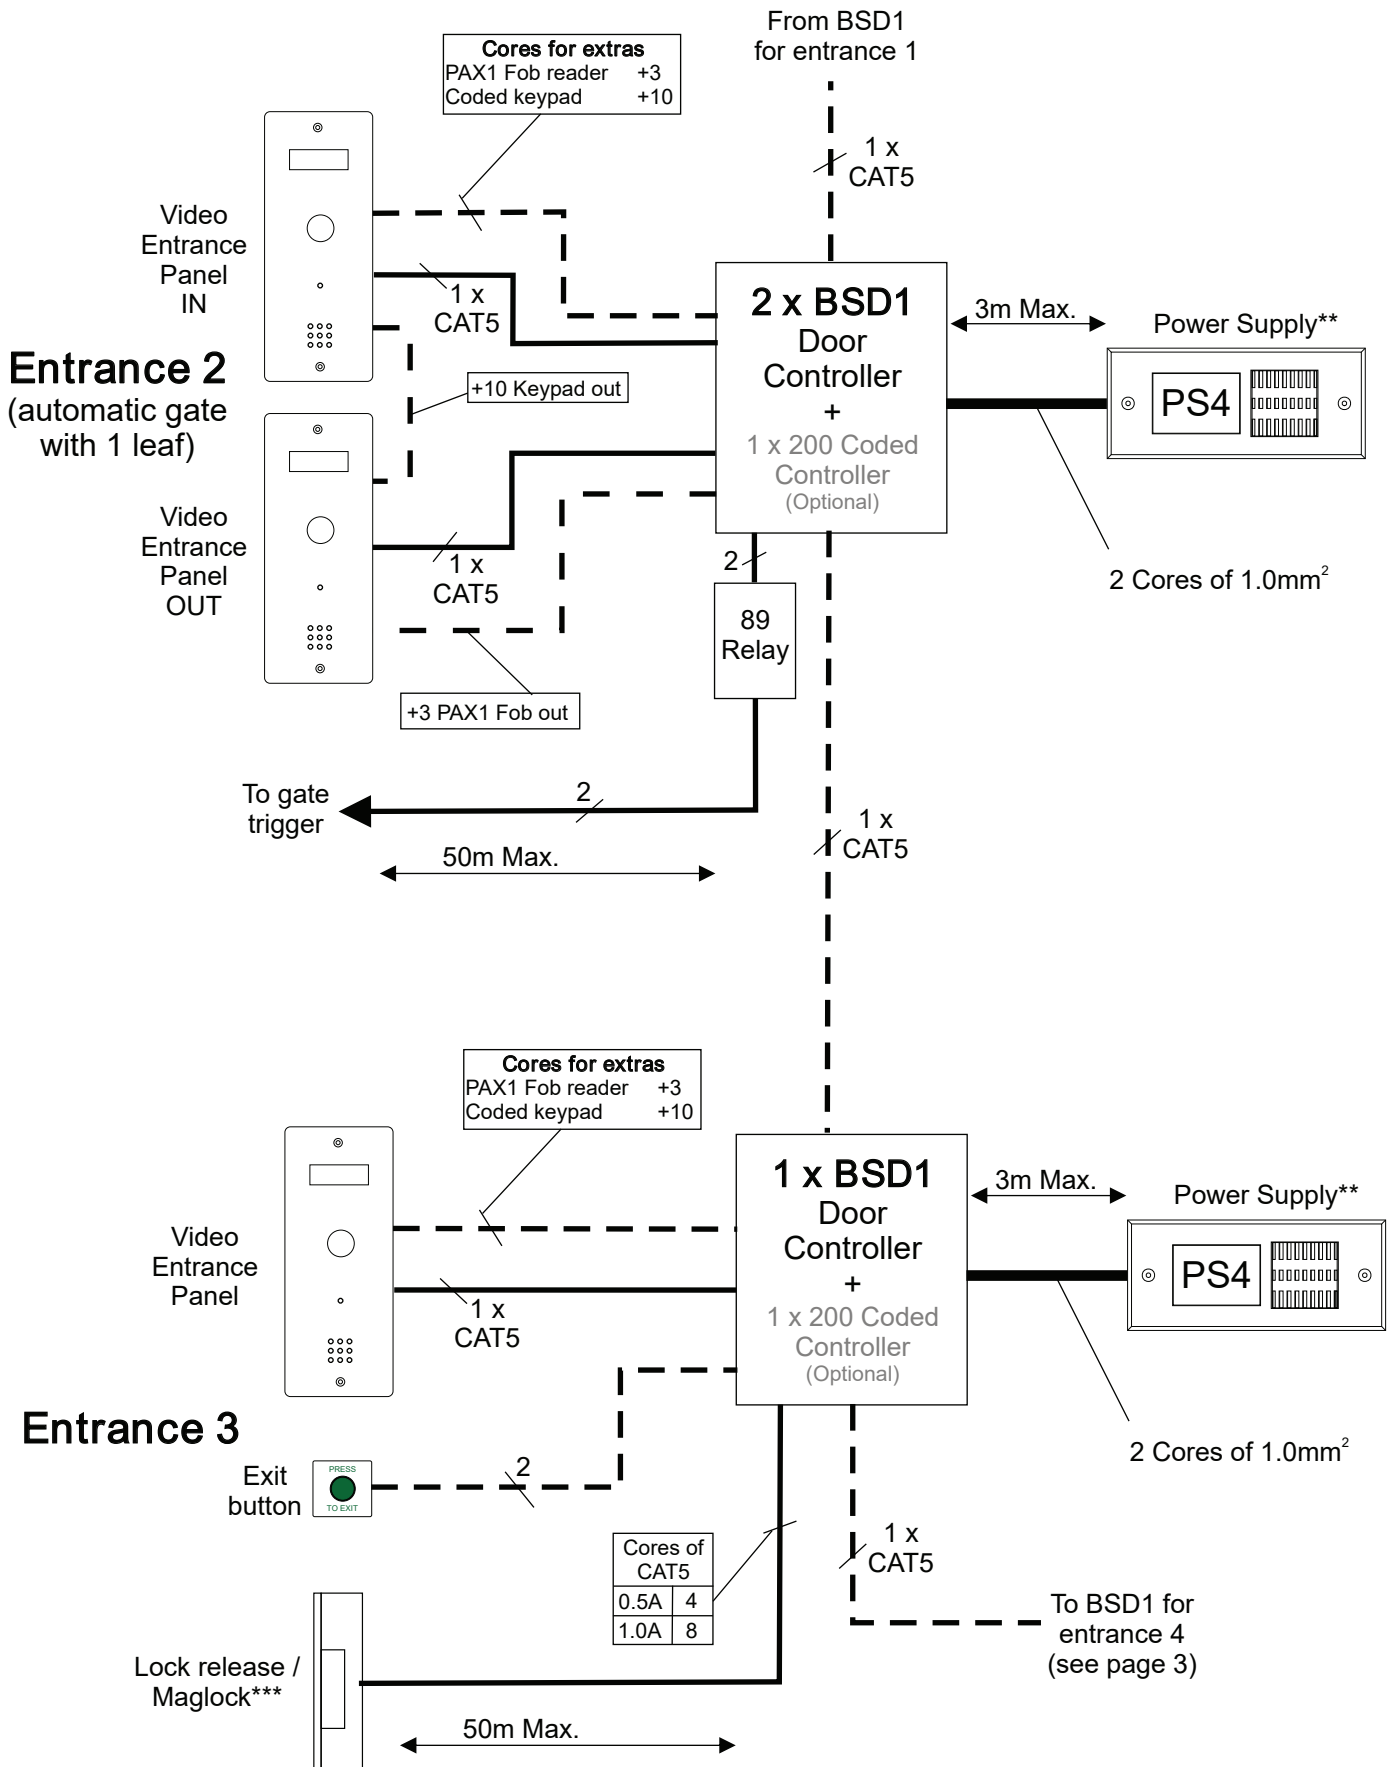 From BSD1
for entrance 1
Cores for extras
PAX1 Fob reader +3
Coded keypad +10
1 x
CAT5
Video
Entrance
Panel
IN
1 x
CAT5
2 x BSD1
Door
Controller
+
1 x 200 Coded
Controller
(Optional)
3m Max.
Power Supply**
PS4
2 Cores of 1.0mm²
Entrance 2
(automatic gate
with 1 leaf)
+10 Keypad out
Video
Entrance
Panel
OUT
1 x
CAT5
2
89
Relay
+3 PAX1 Fob out
To gate
trigger
2
50m Max.
1 x
CAT5
Cores for extras
PAX1 Fob reader +3
Coded keypad +10
1 x BSD1
Door
Controller
+
1 x 200 Coded
Controller
(Optional)
3m Max.
Power Supply**
PS4
2 Cores of 1.0mm²
Video
Entrance
Panel
1 x
CAT5
Entrance 3
Exit
button
PRESS
TO EXIT
2
Cores of
CAT5
0.5A 4
1.0A 8
1 x
CAT5
To BSD1 for
entrance 4
(see page 3)
Lock release /
Maglock***
50m Max.